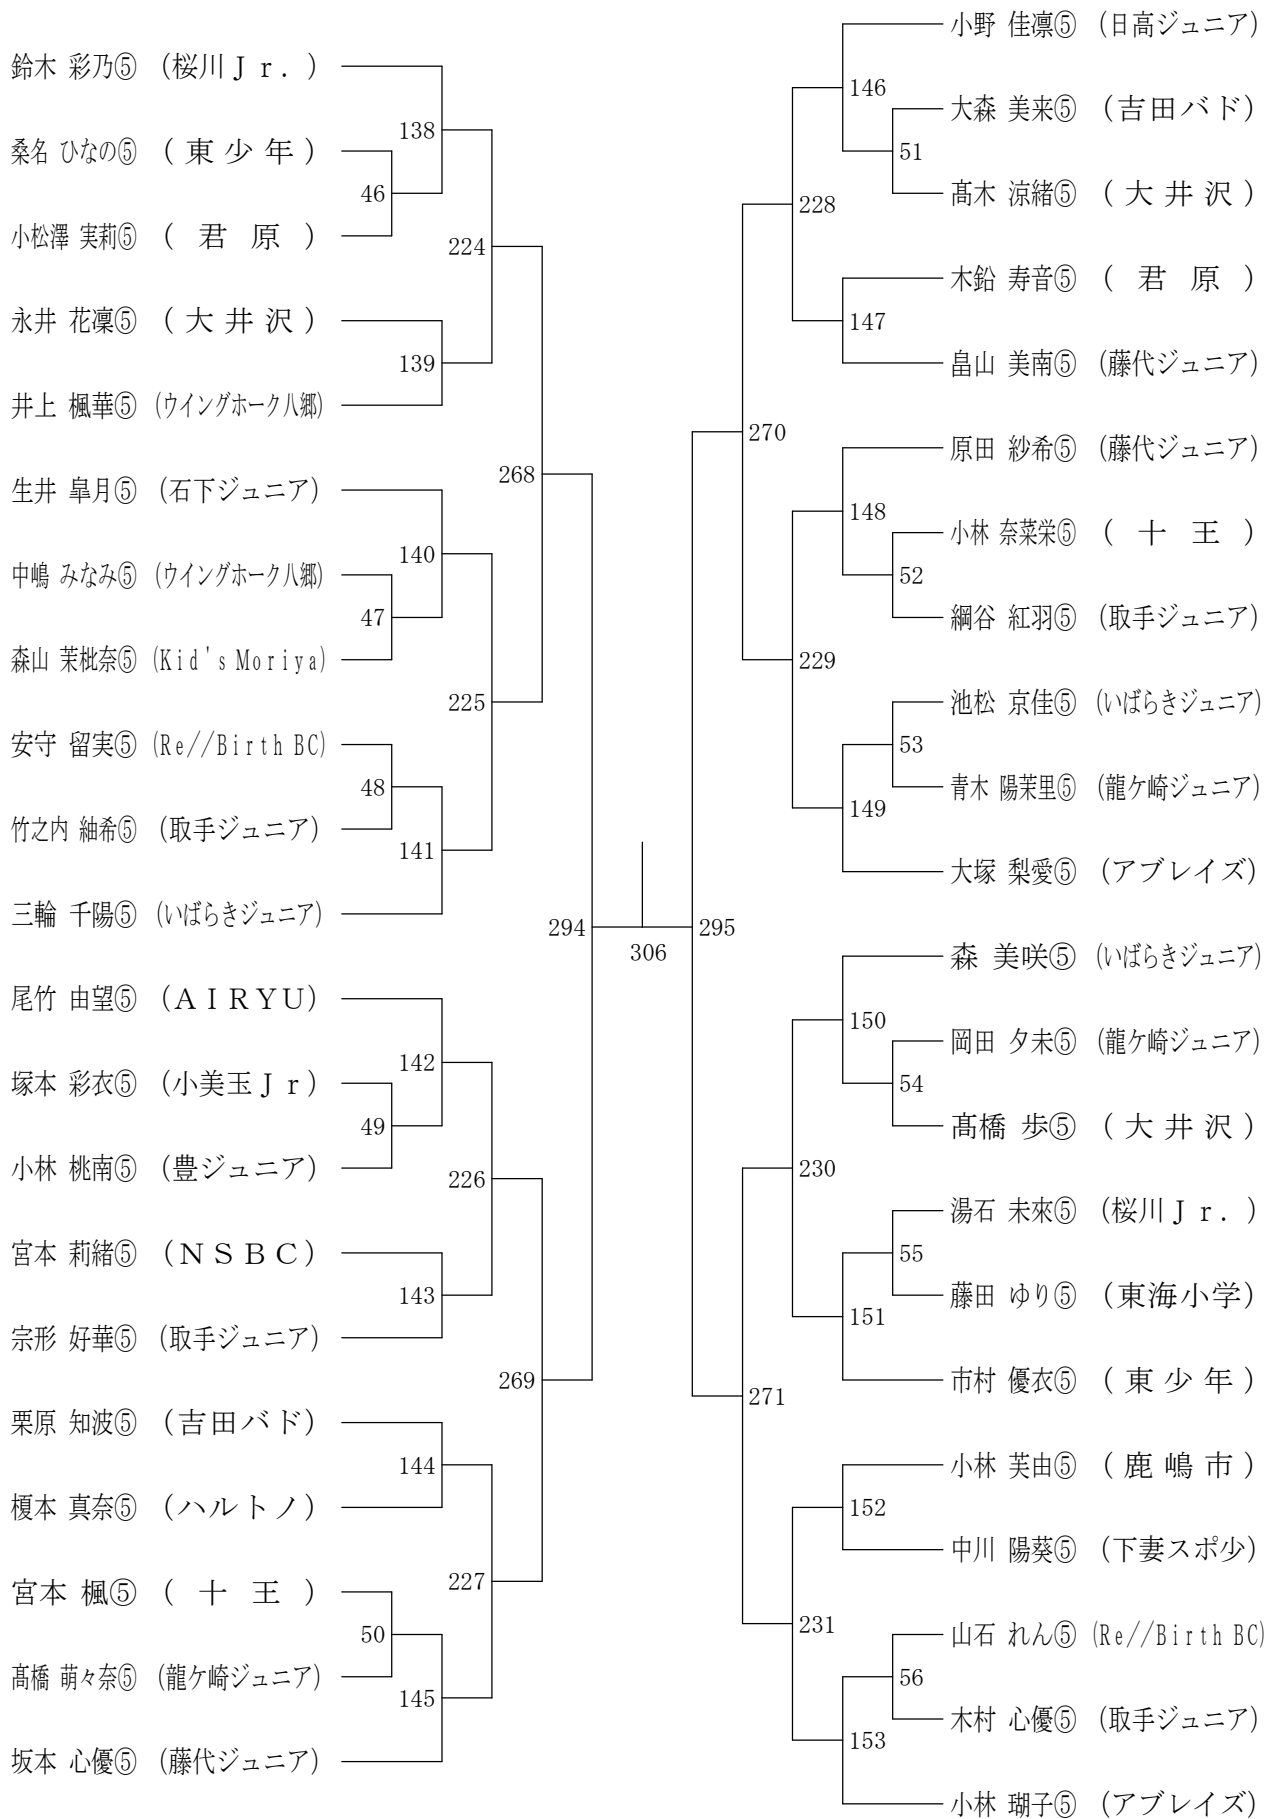 鈴木 彩乃⑤ (桜川Ｊｒ．)
桑名 ひなの⑤ (東少年)
小松澤 実莉⑤ (君原)
永井 花凜⑤ (大井沢)
井上 楓華⑤ (ウイングホーク八郷)
生井 皐月⑤ (石下ジュニア)
中嶋 みなみ⑤ (ウイングホーク八郷)
森山 茉枇奈⑤ (Kid's Moriya)
安守 留実⑤ (Re//Birth BC)
竹之内 紬希⑤ (取手ジュニア)
三輪 千陽⑤ (いばらきジュニア)
尾竹 由望⑤ (ＡＩＲＹＵ)
塚本 彩衣⑤ (小美玉Ｊｒ)
小林 桃南⑤ (豊ジュニア)
宮本 莉緒⑤ (ＮＳＢＣ)
宗形 好華⑤ (取手ジュニア)
栗原 知波⑤ (吉田バド)
榎本 真奈⑤ (ハルトノ)
宮本 楓⑤ (十王)
髙橋 萌々奈⑤ (龍ケ崎ジュニア)
坂本 心優⑤ (藤代ジュニア)
46
47
48
49
50
138
139
140
141
142
143
144
145
224
225
226
227
268
269
294
306
295
270
271
228
229
230
231
146
147
148
149
150
151
152
153
51
52
53
54
55
56
小野 佳凛⑤ (日高ジュニア)
大森 美来⑤ (吉田バド)
髙木 涼緒⑤ (大井沢)
木鉛 寿音⑤ (君原)
畠山 美南⑤ (藤代ジュニア)
原田 紗希⑤ (藤代ジュニア)
小林 奈菜栄⑤ (十王)
綱谷 紅羽⑤ (取手ジュニア)
池松 京佳⑤ (いばらきジュニア)
青木 陽茉里⑤ (龍ケ崎ジュニア)
大塚 梨愛⑤ (アブレイズ)
森 美咲⑤ (いばらきジュニア)
岡田 夕未⑤ (龍ケ崎ジュニア)
髙橋 歩⑤ (大井沢)
湯石 未來⑤ (桜川Ｊｒ．)
藤田 ゆり⑤ (東海小学)
市村 優衣⑤ (東少年)
小林 芙由⑤ (鹿嶋市)
中川 陽葵⑤ (下妻スポ少)
山石 れん⑤ (Re//Birth BC)
木村 心優⑤ (取手ジュニア)
小林 瑚子⑤ (アブレイズ)